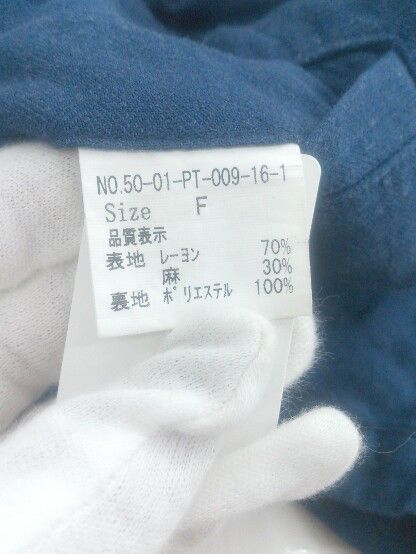 NO.50-01-PT-009-16-1
Size F
品質表示
表地 レーヨン 70%
麻 30%
裏地 ポリエステル 100%